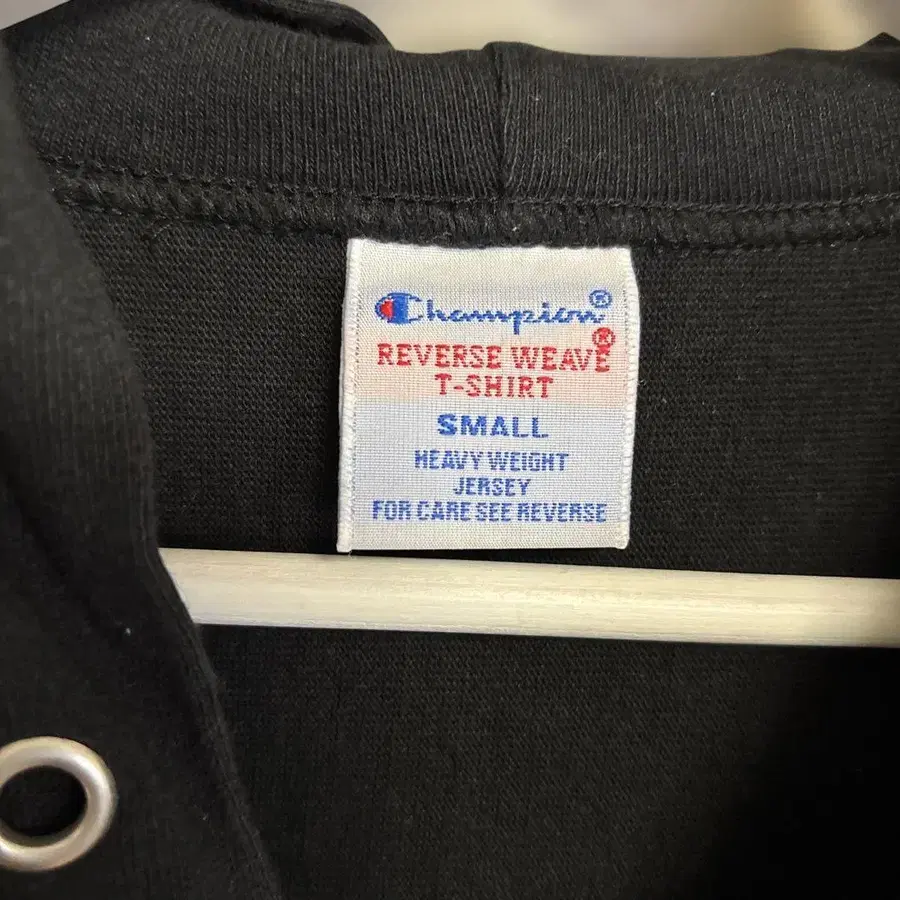 Champion®
REVERSE WEAVE®
T-SHIRT
SMALL
HEAVY WEIGHT
JERSEY
FOR CARE SEE REVERSE